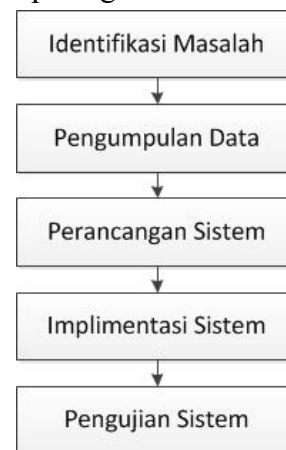 Identifikasi Masalah
Pengumpulan Data
Perancangan Sistem
Implimentasi Sistem
Pengujian Sistem